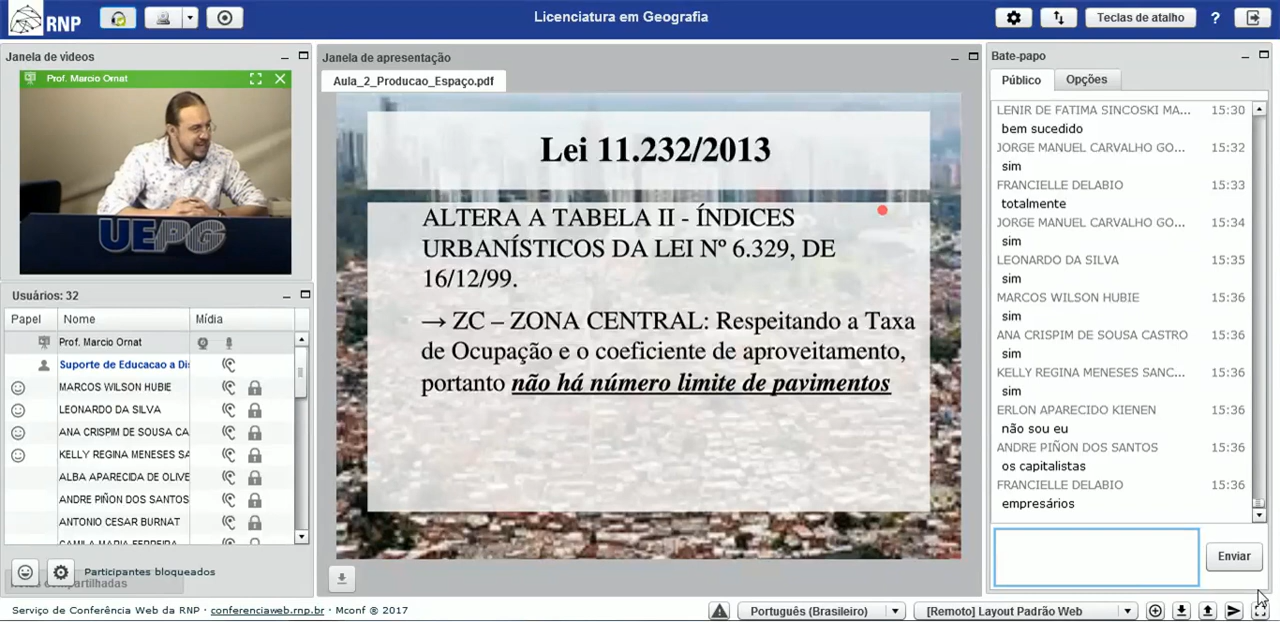 RNP
Licenciatura em Geografia
Teclas de atalho
?
Janela de vídeos
Prof. Marcio Ornat
UEPG
Usuários: 32
Papel Nome Mídia
Prof. Marcio Ornat
Suporte de Educacao a Di
MARCOS WILSON HUBIE
LEONARDO DA SILVA
ANA CRISPIM DE SOUSA CA
KELLY REGINA MENESES SA
ALBA APARECIDA DE OLIVE
ANDRE PIÑON DOS SANTOS
ANTONIO CESAR BURNAT
CAMILA MARIA FERREIRA
Participantes bloqueados
Janela de apresentação
Aula_2_Producao_Espaço.pdf
Lei 11.232/2013
ALTERA A TABELA II - ÍNDICES
URBANÍSTICOS DA LEI Nº 6.329, DE
16/12/99.
→ ZC – ZONA CENTRAL: Respeitando a Taxa
de Ocupação e o coeficiente de aproveitamento,
portanto não há número limite de pavimentos
Bate-papo
Público Opções
LENIR DE FATIMA SINCOSKI MA... 15:30
bem sucedido
JORGE MANUEL CARVALHO GO... 15:32
sim
FRANCIELLE DELABIO 15:33
totalmente
JORGE MANUEL CARVALHO GO... 15:34
sim
LEONARDO DA SILVA 15:35
sim
MARCOS WILSON HUBIE 15:36
sim
ANA CRISPIM DE SOUSA CASTRO 15:36
sim
KELLY REGINA MENESES SANC... 15:36
sim
ERLON APARECIDO KIENEN 15:36
não sou eu
ANDRE PIÑON DOS SANTOS 15:36
os capitalistas
FRANCIELLE DELABIO 15:36
empresários
Enviar
Serviço de Conferência Web da RNP · conferenciaweb.rnp.br · Mconf ® 2017
Português (Brasileiro)
[Remoto] Layout Padrão Web